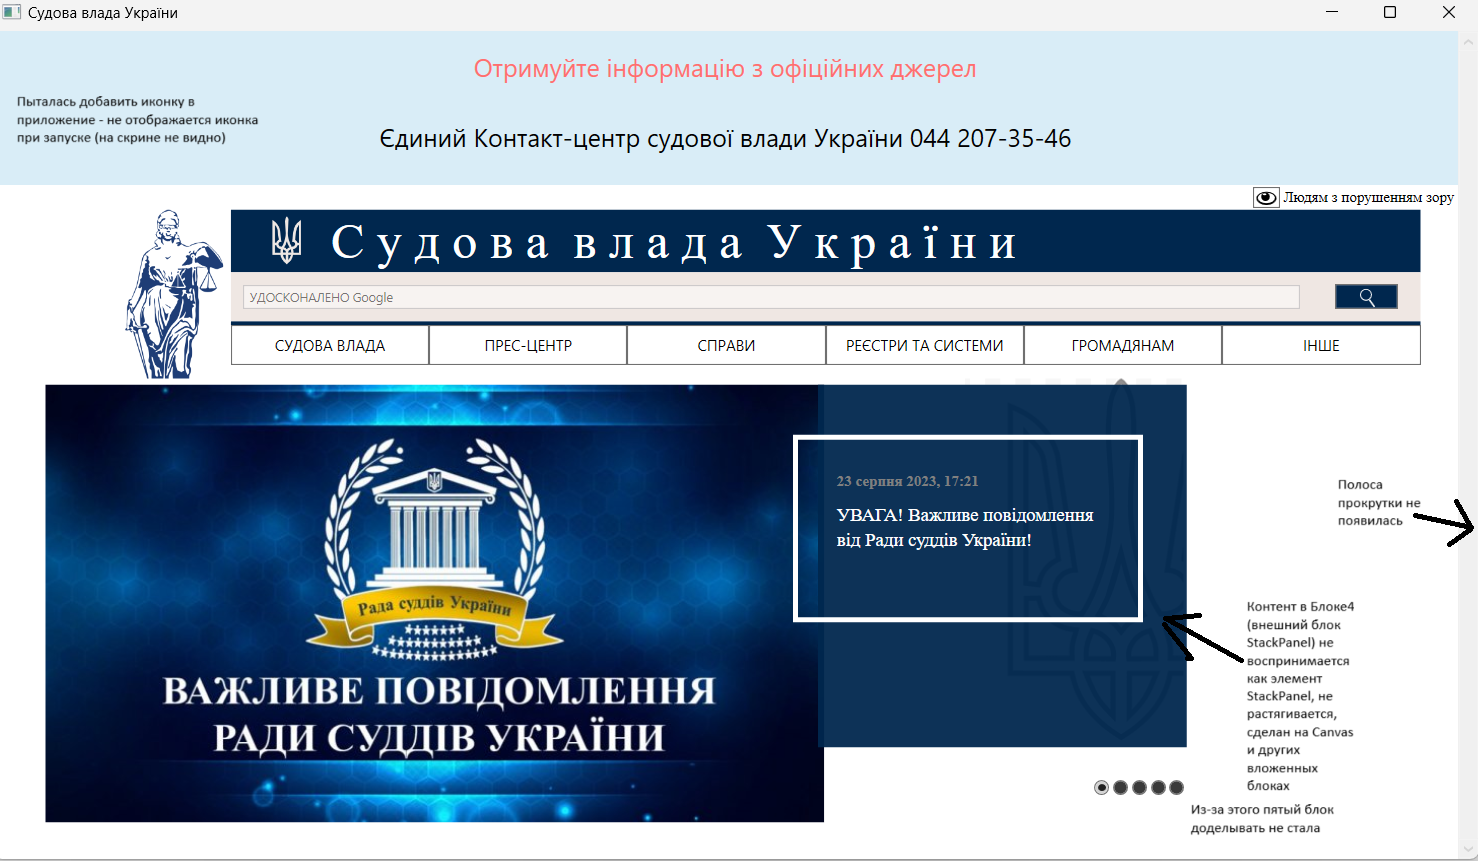 Судова влада України
Отримуйте інформацію з офіційних джерел
Пыталась добавить иконку в
приложение - не отображается иконка
при запуске (на скрине не видно)
Єдиний Контакт-центр судової влади України 044 207-35-46
Людям з порушенням зору
Судова влада України
УДОСКОНАЛЕНО Google
СУДОВА ВЛАДА
ПРЕС-ЦЕНТР
СПРАВИ
РЕЄСТРИ ТА СИСТЕМИ
ГРОМАДЯНАМ
ІНШЕ
23 серпня 2023, 17:21
УВАГА! Важливе повідомлення
від Ради суддів України!
Рада суддів України
ВАЖЛИВЕ ПОВІДОМЛЕННЯ
РАДИ СУДДІВ УКРАЇНИ
Полоса
прокрутки не
появилась
Контент в Блоке4
(внешний блок
StackPanel) не
воспринимается
как элемент
StackPanel, не
растягивается,
сделан на Canvas
и других
вложенных
блоках
Из-за этого пятый блок
доделывать не стала